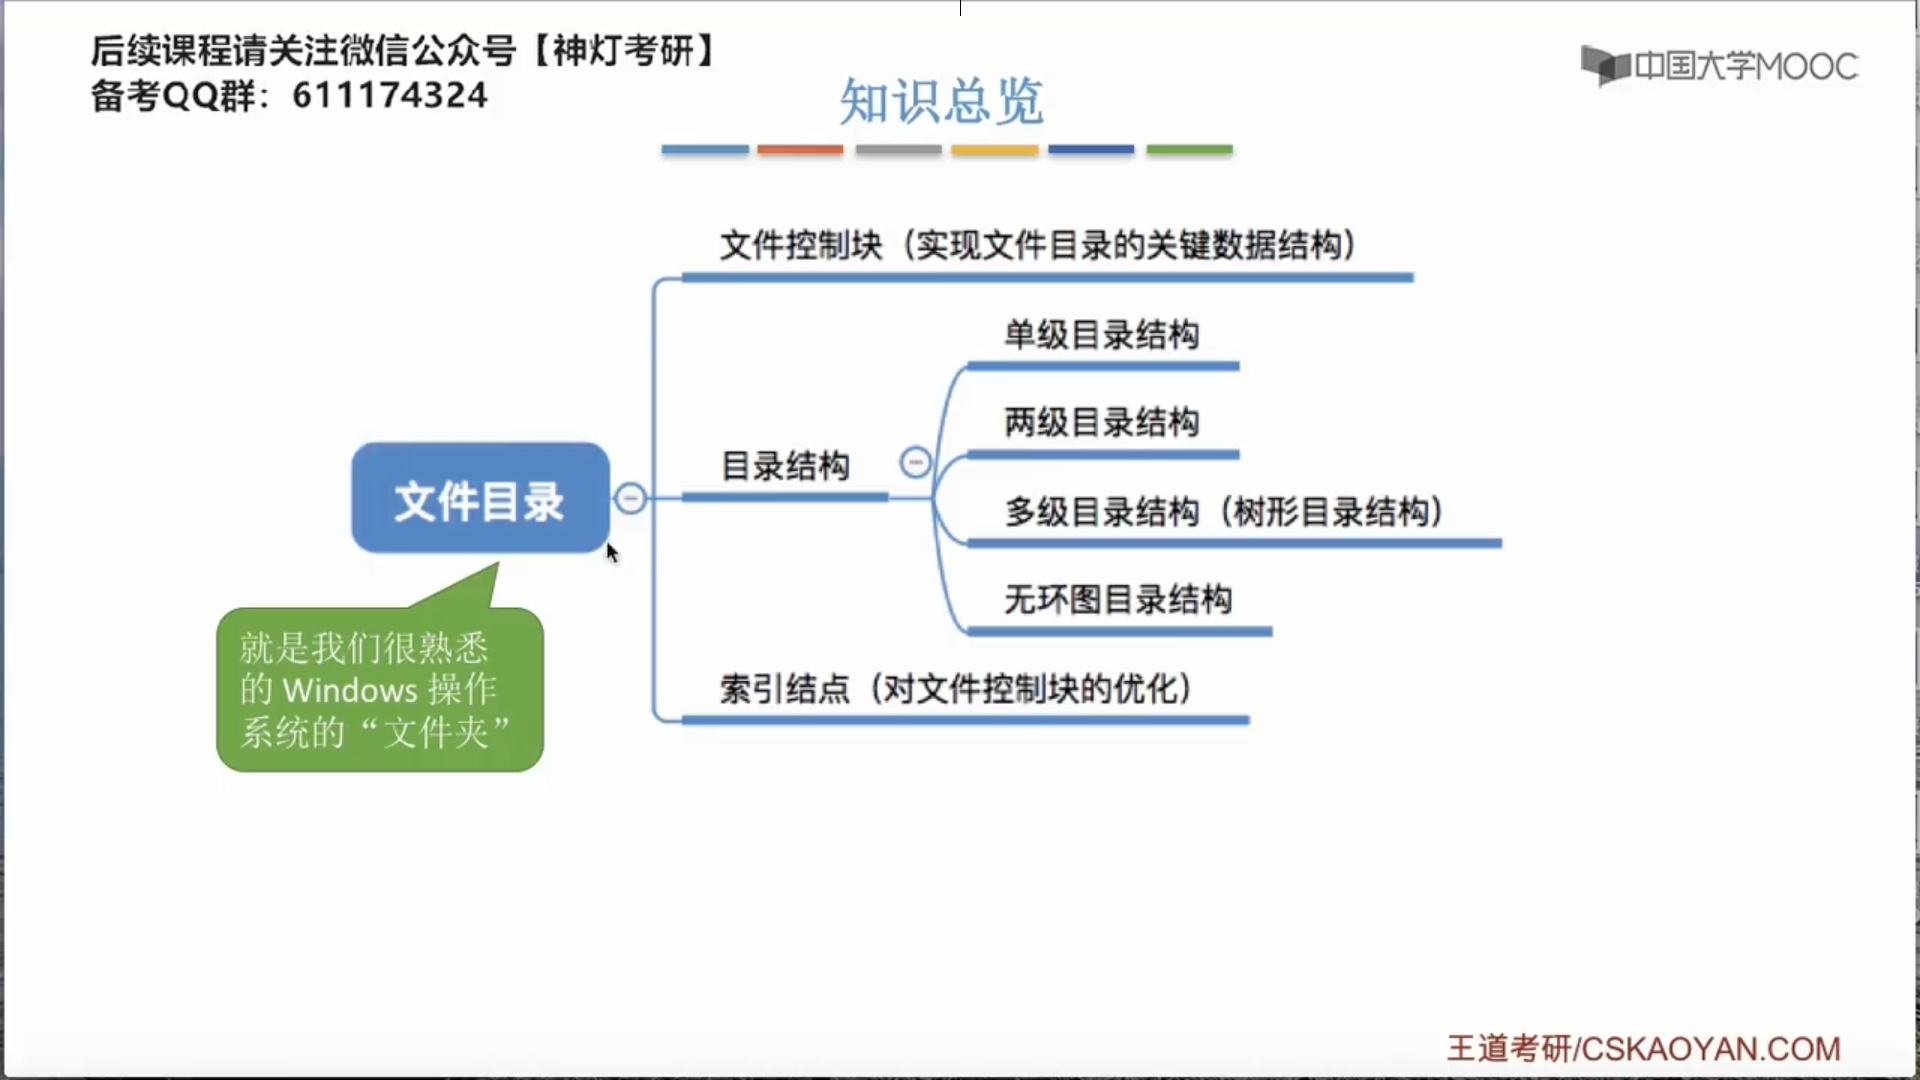 后续课程请关注微信公众号【神灯考研】
备考QQ群：611174324
中国大学MOOC
知识总览
文件控制块（实现文件目录的关键数据结构）
单级目录结构
两级目录结构
目录结构
文件目录
多级目录结构（树形目录结构）
无环图目录结构
就是我们很熟悉
的 Windows 操作
系统的“文件夹”
索引结点（对文件控制块的优化）
王道考研/CSKAOYAN.COM